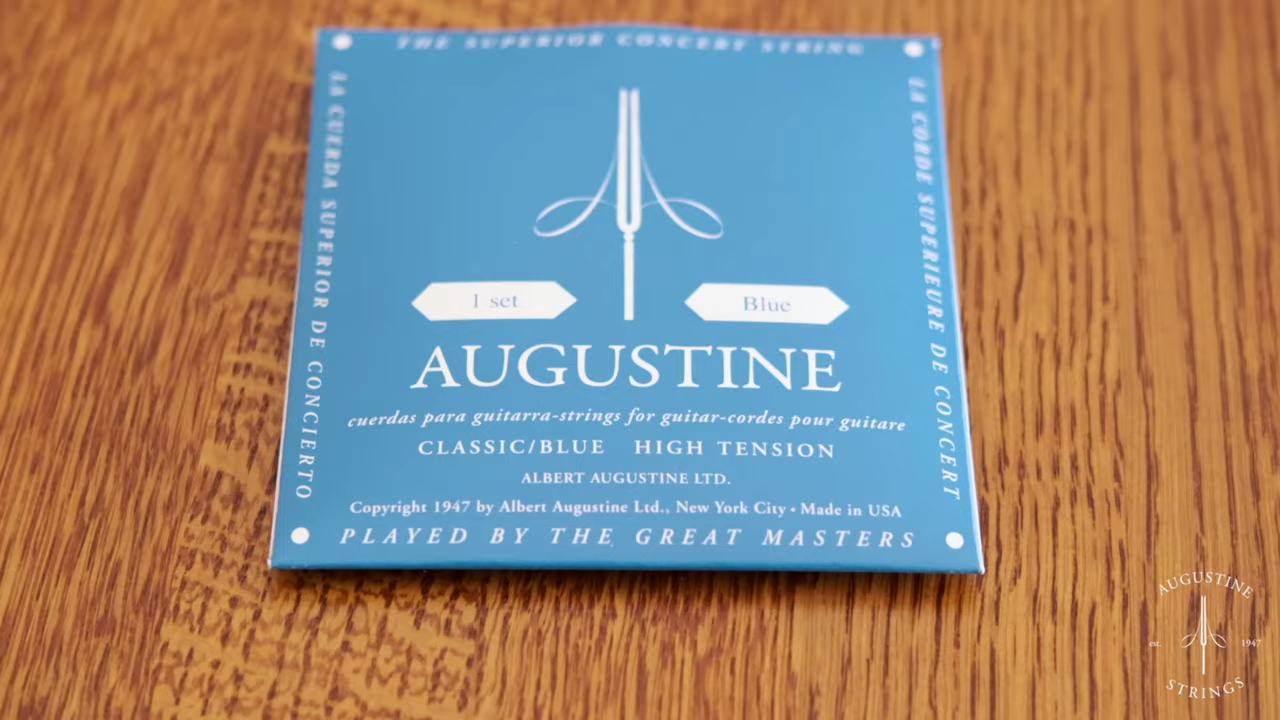 THE SUPERIOR CONCERT STRING
LA CUERDA SUPERIOR DE CONCIERTO
LA CORDE SUPERIEURE DE CONCERT
1 set
Blue
AUGUSTINE
cuerdas para guitarra-strings for guitar-cordes pour guitare
CLASSIC/BLUE HIGH TENSION
ALBERT AUGUSTINE LTD.
Copyright 1947 by Albert Augustine Ltd., New York City • Made in USA
PLAYED BY THE GREAT MASTERS
AUGUSTINE
est. 1947
STRINGS